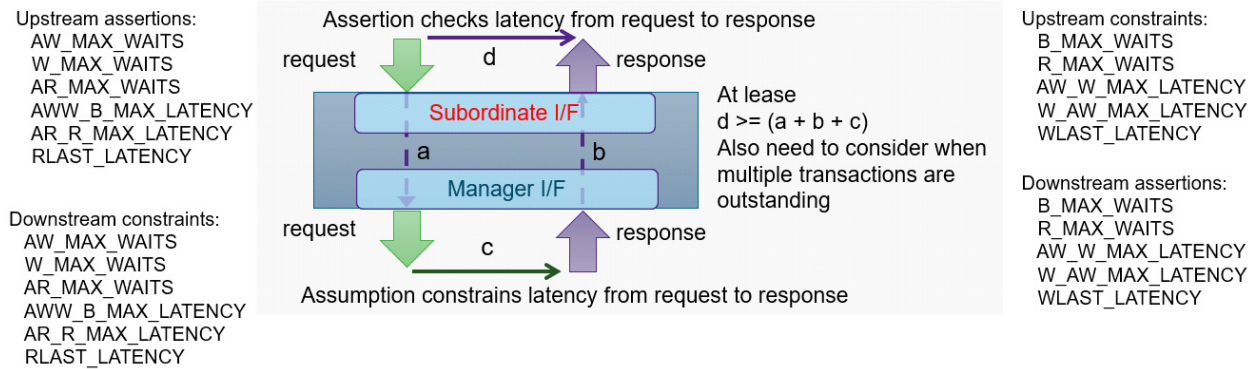 Upstream assertions:
AW_MAX_WAITS
W_MAX_WAITS
AR_MAX_WAITS
AWW_B_MAX_LATENCY
AR_R_MAX_LATENCY
RLAST_LATENCY
Downstream constraints:
AW_MAX_WAITS
W_MAX_WAITS
AR_MAX_WAITS
AWW_B_MAX_LATENCY
AR_R_MAX_LATENCY
RLAST_LATENCY
Assertion checks latency from request to response
request
d
response
Subordinate I/F
a
b
Manager I/F
request
c
response
Assumption constrains latency from request to response
At lease
d >= (a + b + c)
Also need to consider when
multiple transactions are
outstanding
Upstream constraints:
B_MAX_WAITS
R_MAX_WAITS
AW_W_MAX_LATENCY
W_AW_MAX_LATENCY
WLAST_LATENCY
Downstream assertions:
B_MAX_WAITS
R_MAX_WAITS
AW_W_MAX_LATENCY
W_AW_MAX_LATENCY
WLAST_LATENCY